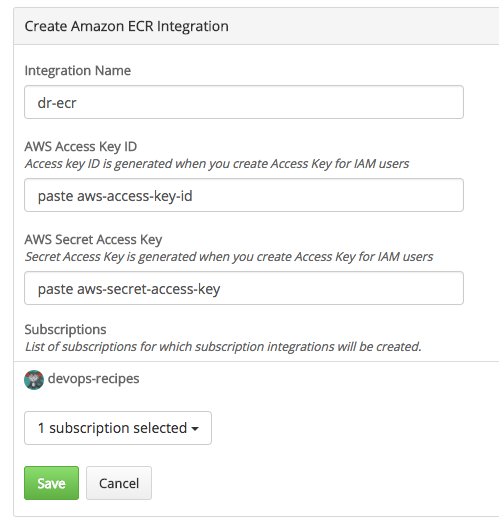 Create Amazon ECR Integration
Integration Name
dr-ecr
AWS Access Key ID
Access key ID is generated when you create Access Key for IAM users
paste aws-access-key-id
AWS Secret Access Key
Secret Access Key is generated when you create Access Key for IAM users
paste aws-secret-access-key
Subscriptions
List of subscriptions for which subscription integrations will be created.
devops-recipes
1 subscription selected
Save Cancel